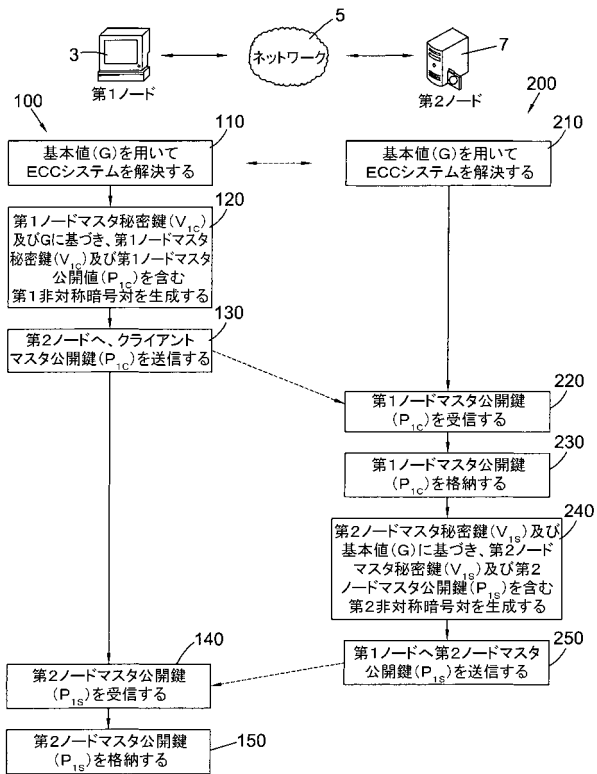 5
3
ネットワーク
7
第1ノード
第2ノード
100
200
110
基本値(G)を用いて
ECCシステムを解決する
210
基本値(G)を用いて
ECCシステムを解決する
120
第1ノードマスタ秘密鍵(V1C)
及びGに基づき、第1ノードマスタ
秘密鍵(V1C)及び第1ノードマスタ
公開値(P1C)を含む
第1非対称暗号対を生成する
130
第2ノードへ、クライアント
マスタ公開鍵(P1C)を送信する
220
第1ノードマスタ公開鍵
(P1C)を受信する
230
第1ノードマスタ公開鍵
(P1C)を格納する
240
第2ノードマスタ秘密鍵(V1S)及び
基本値(G)に基づき、第2ノード
マスタ秘密鍵(V1S)及び第2
ノードマスタ公開鍵(P1S)を含む
第2非対称暗号対を生成する
250
第1ノードへ第2ノードマスタ
公開鍵(P1S)を送信する
140
第2ノードマスタ公開鍵
(P1S)を受信する
150
第2ノードマスタ公開鍵
(P1S)を格納する